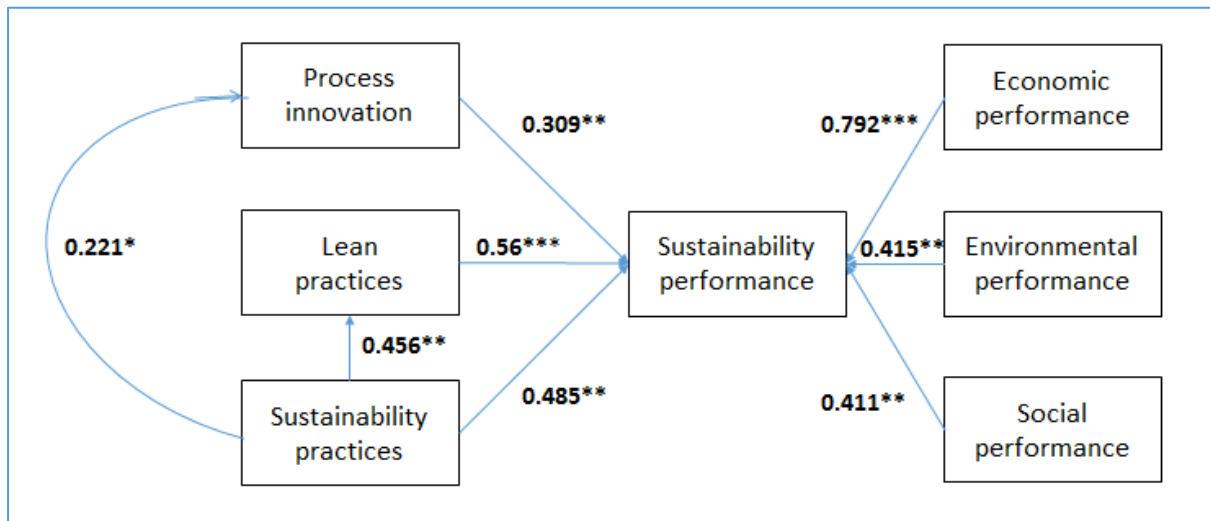 Process
innovation
Economic
performance
0.309**
0.792***
0.221*
Lean
practices
0.56***
Sustainability
performance
0.415**
Environmental
performance
0.456**
Sustainability
practices
0.485**
0.411**
Social
performance